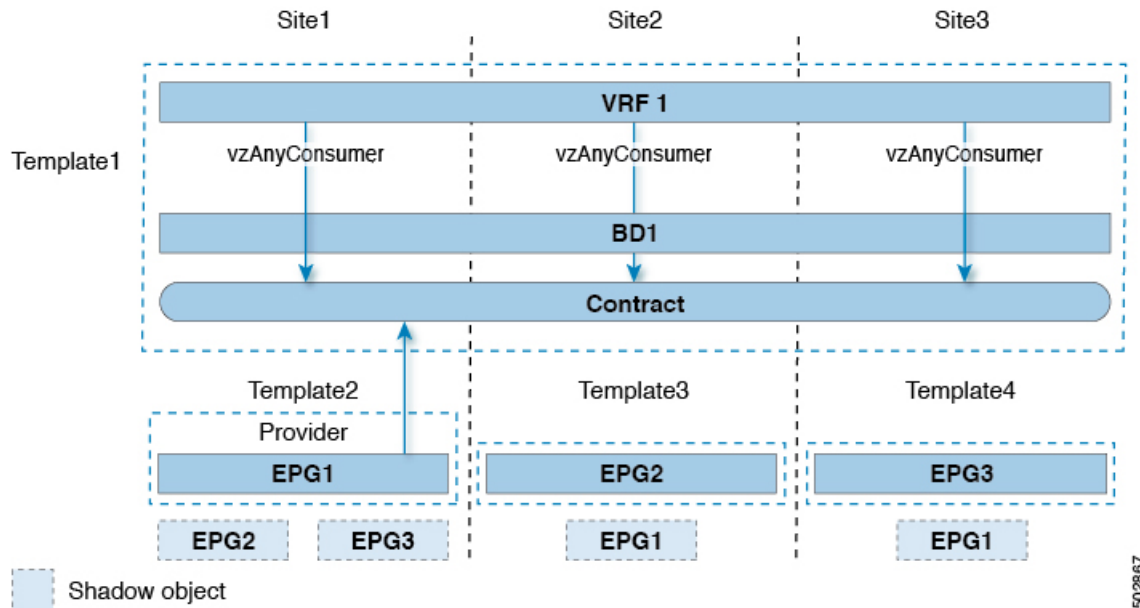 Site1 Site2 Site3
VRF 1
Template1
vzAnyConsumer vzAnyConsumer vzAnyConsumer
BD1
Contract
Template2 Template3 Template4
Provider
EPG1 EPG2 EPG3
EPG2 EPG3 EPG1 EPG1
Shadow object
502867